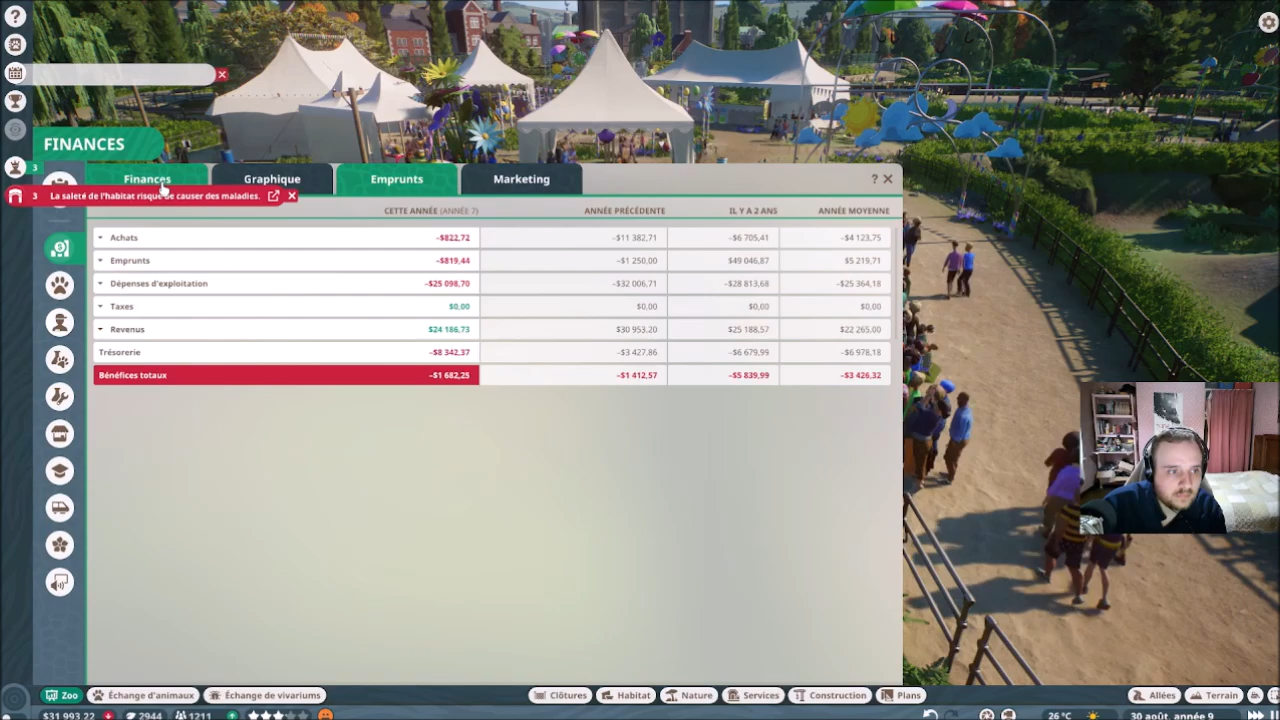 FINANCES
3
Finances Graphique Emprunts Marketing ?
3 La saleté de l'habitat risque de causer des maladies.
CETTE ANNÉE (ANNÉE 7) ANNÉE PRÉCÉDENTE IL Y A 2 ANS ANNÉE MOYENNE
Achats –$822,72 –$11 382,71 –$6 705,41 –$4 123,75
Emprunts –$819,44 –$1 250,00 $49 046,87 $5 219,71
Dépenses d'exploitation –$25 098,70 –$32 006,71 –$28 813,68 –$25 364,18
Taxes $0,00 $0,00 $0,00 $0,00
Revenus $24 186,73 $30 953,20 $25 188,57 $22 265,00
Trésorerie –$8 342,37 –$3 427,86 –$6 679,99 –$6 978,18
Bénéfices totaux –$1 682,25 –$1 412,57 –$5 839,99 –$3 426,32
Zoo Échange d'animaux Échange de vivariums Clôtures Habitat Nature Services Construction Plans Allées Terrain
$31 993,22 2944 1211 26 °C 30 août, année 9